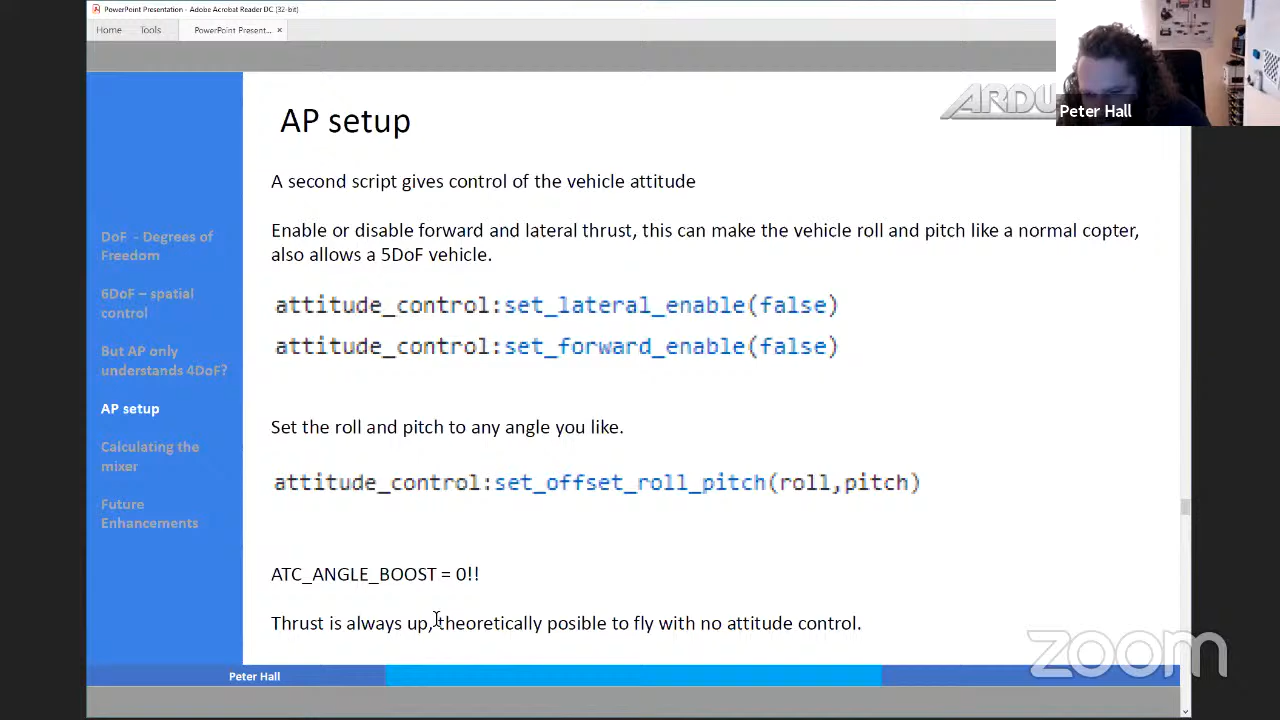 PowerPoint Presentation - Adobe Acrobat Reader DC (32-bit)
Home
Tools
PowerPoint Present...
×
AP setup
ARDU
Peter Hall
A second script gives control of the vehicle attitude
Enable or disable forward and lateral thrust, this can make the vehicle roll and pitch like a normal copter,
also allows a 5DoF vehicle.
attitude_control:set_lateral_enable(false)
attitude_control:set_forward_enable(false)
Set the roll and pitch to any angle you like.
attitude_control:set_offset_roll_pitch(roll,pitch)
ATC_ANGLE_BOOST = 0!!
Thrust is always up, theoretically posible to fly with no attitude control.
DoF - Degrees of
Freedom
6DoF – spatial
control
But AP only
understands 4DoF?
AP setup
Calculating the
mixer
Future
Enhancements
Peter Hall
zoom